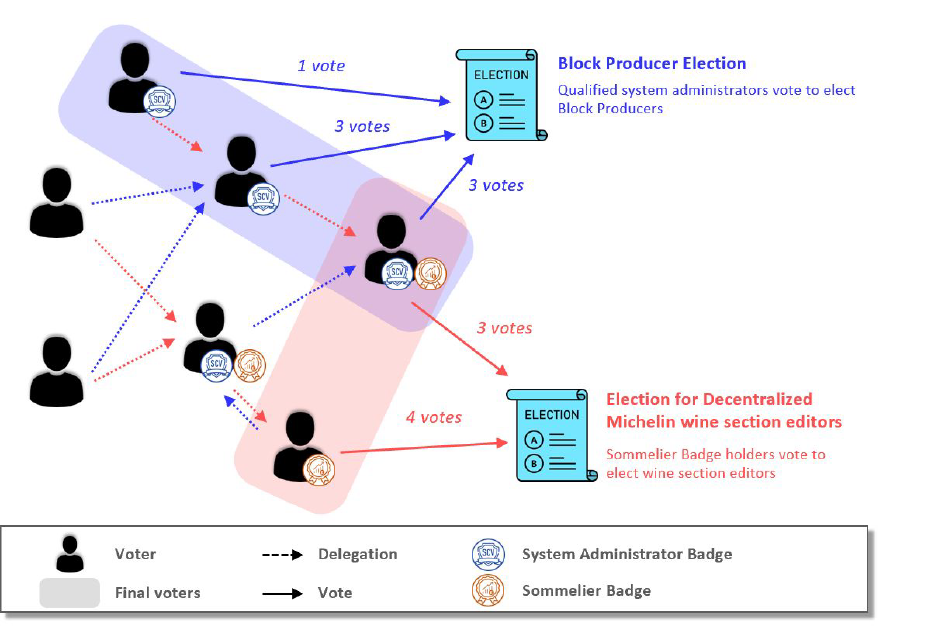 1 vote
ELECTION
A
B
Block Producer Election
Qualified system administrators vote to elect
Block Producers
3 votes
SCV
SCV
3 votes
SCV
3 votes
SCV
4 votes
ELECTION
A
B
Election for Decentralized
Michelin wine section editors
Sommelier Badge holders vote to
elect wine section editors
Voter
Delegation
SCV
System Administrator Badge
Final voters
Vote
Sommelier Badge